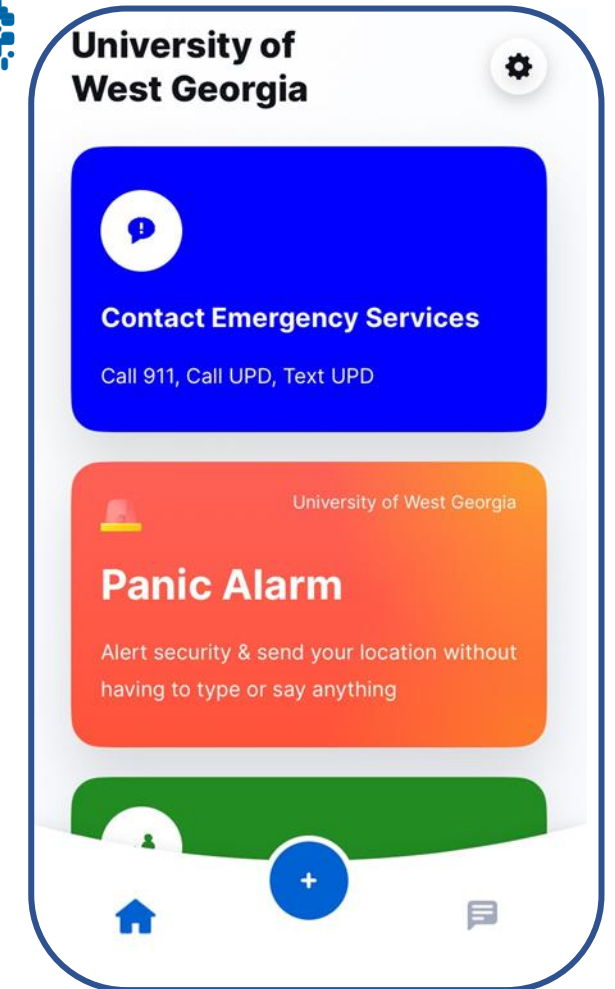 University of
West Georgia
Contact Emergency Services
Call 911, Call UPD, Text UPD
University of West Georgia
Panic Alarm
Alert security & send your location without
having to type or say anything